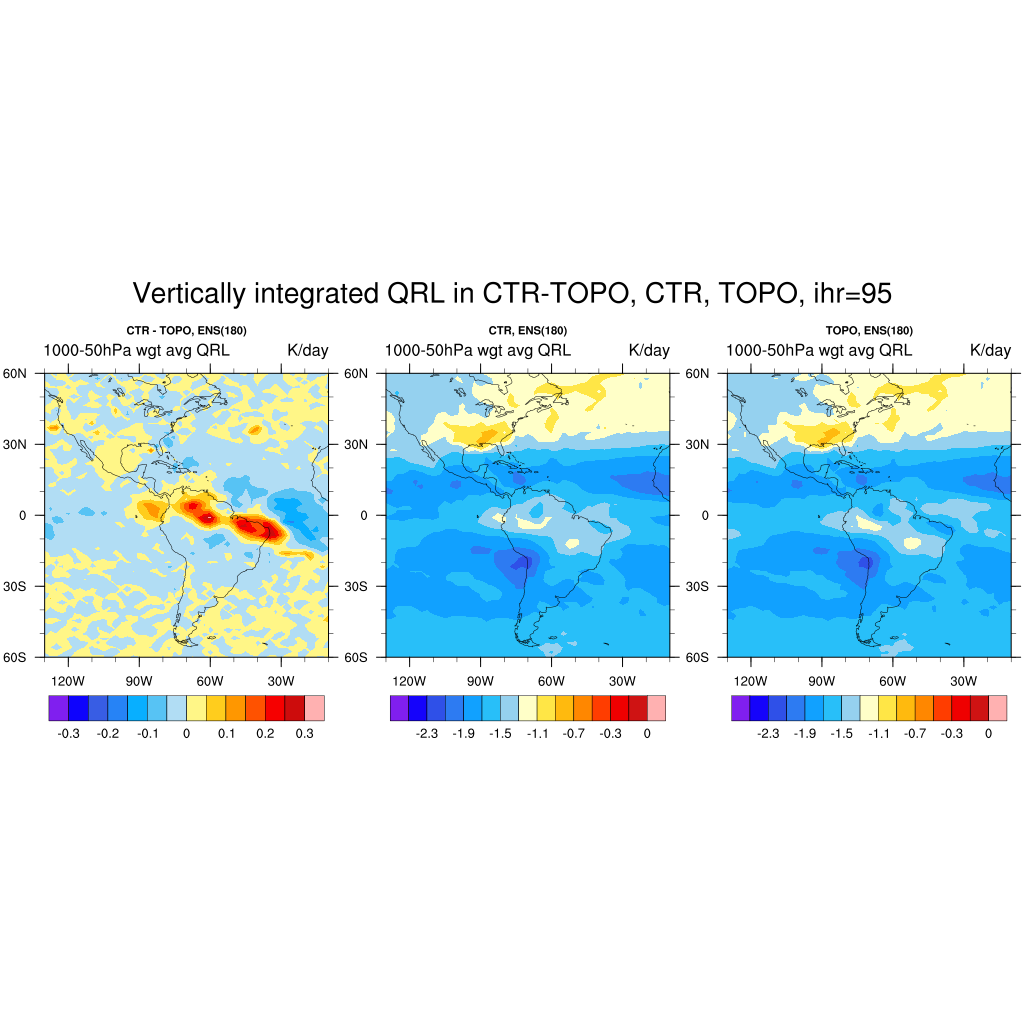 Vertically integrated QRL in CTR-TOPO, CTR, TOPO, ihr=95
CTR - TOPO, ENS(180)
1000-50hPa wgt avg QRL K/day
60N
30N
0
30S
60S
120W 90W 60W 30W
-0.3 -0.2 -0.1 0 0.1 0.2 0.3
CTR, ENS(180)
1000-50hPa wgt avg QRL K/day
60N
30N
0
30S
60S
120W 90W 60W 30W
-2.3 -1.9 -1.5 -1.1 -0.7 -0.3 0
TOPO, ENS(180)
1000-50hPa wgt avg QRL K/day
60N
30N
0
30S
60S
120W 90W 60W 30W
-2.3 -1.9 -1.5 -1.1 -0.7 -0.3 0